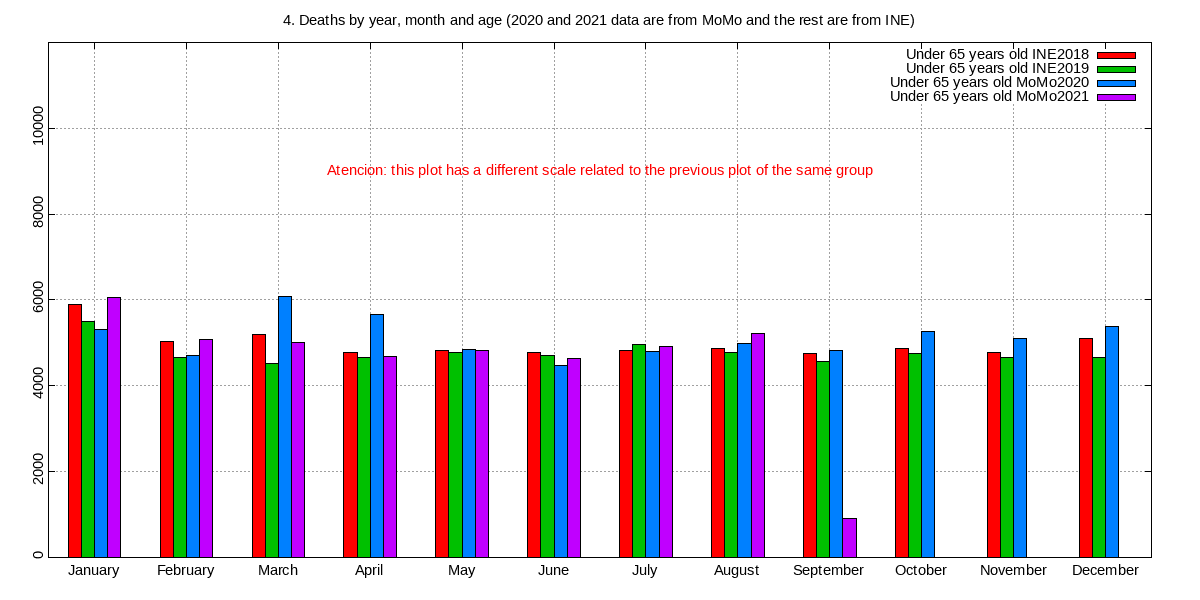 4. Deaths by year, month and age (2020 and 2021 data are from MoMo and the rest are from INE)
Under 65 years old INE2018
Under 65 years old INE2019
Under 65 years old MoMo2020
Under 65 years old MoMo2021
Atencion: this plot has a different scale related to the previous plot of the same group
10000
8000
6000
4000
2000
0
January February March April May June July August September October November December